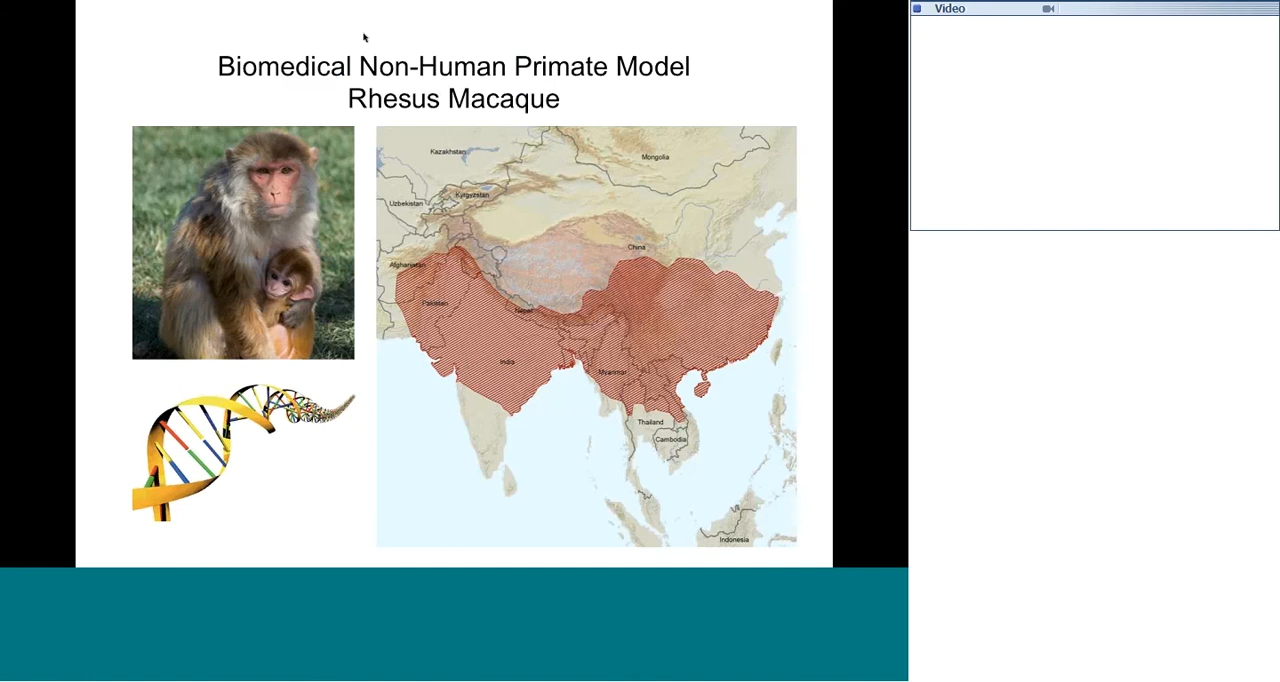 Video
Biomedical Non-Human Primate Model
Rhesus Macaque
Kazakhstan
Mongolia
Kyrgyzstan
Uzbekistan
China
Afghanistan
Pakistan
Nepal
India
Myanmar
Thailand
Cambodia
Indonesia